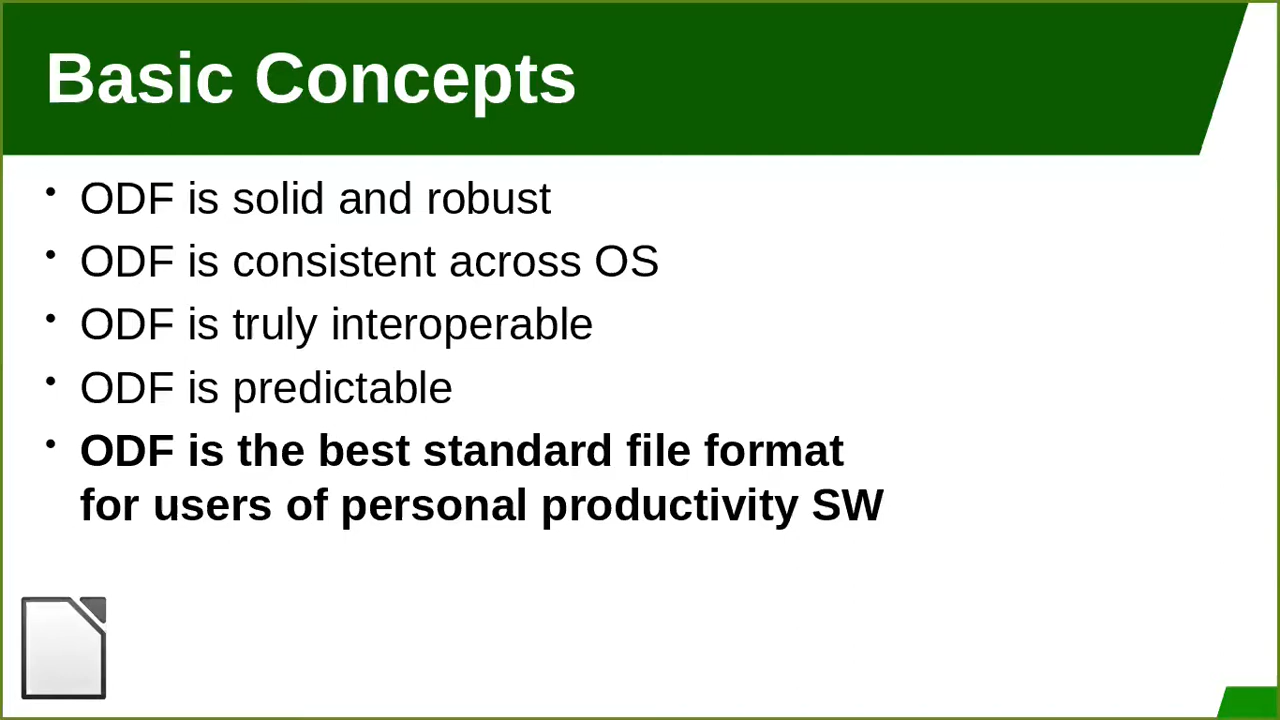 Basic Concepts
• ODF is solid and robust
• ODF is consistent across OS
• ODF is truly interoperable
• ODF is predictable
• ODF is the best standard file format
for users of personal productivity SW